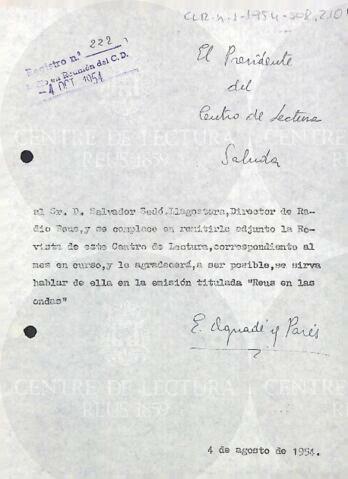 CLR-4-1-1954-308,210
Registro n.º 222
en Reunión del C.D.
-4 OCT. 1954
El Presidente
del
Centro de Lectura
Saluda
al Sr. D. Salvador Sedó Llagostera, Director de Ra-
dio Reus, y se complace en remitirle adjunto la Re-
vista de este Centro de Lectura, correspondiente al
mes en curso, y le agradecerá, a ser posible, se sirva
hablar de ella en la emisión titulada "Reus en las
ondas"
E. Aguadé y Parés
4 de agosto de 1954.
CENTRE DE LECTURA
REUS 1859
CENTRE DE LECTURA
REUS 1859